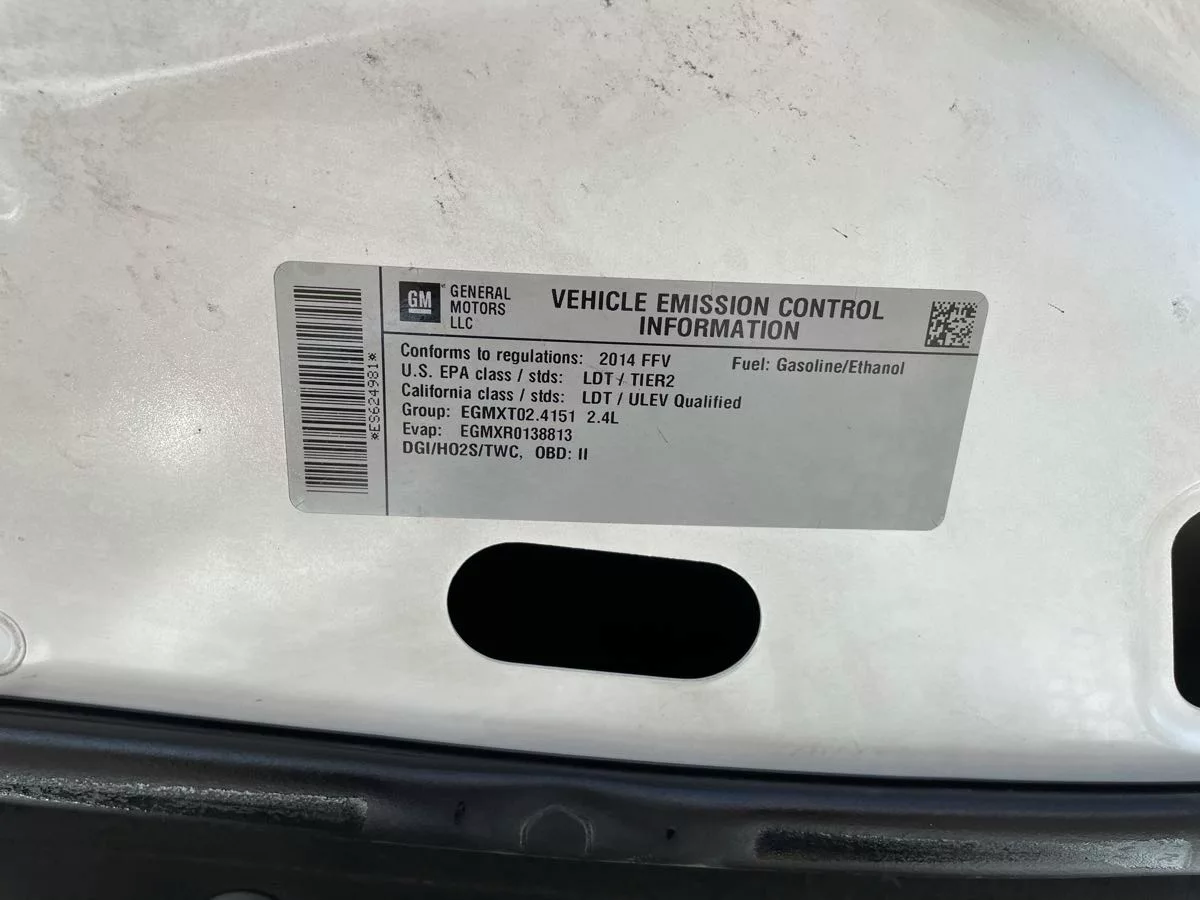 *ES624981*
GM
GENERAL
MOTORS
LLC
VEHICLE EMISSION CONTROL
INFORMATION
Conforms to regulations: 2014 FFV
Fuel: Gasoline/Ethanol
U.S. EPA class / stds: LDT / TIER2
California class / stds: LDT / ULEV Qualified
Group: EGMXT02.4151 2.4L
Evap: EGMXR0138813
DGI/HO2S/TWC, OBD: II